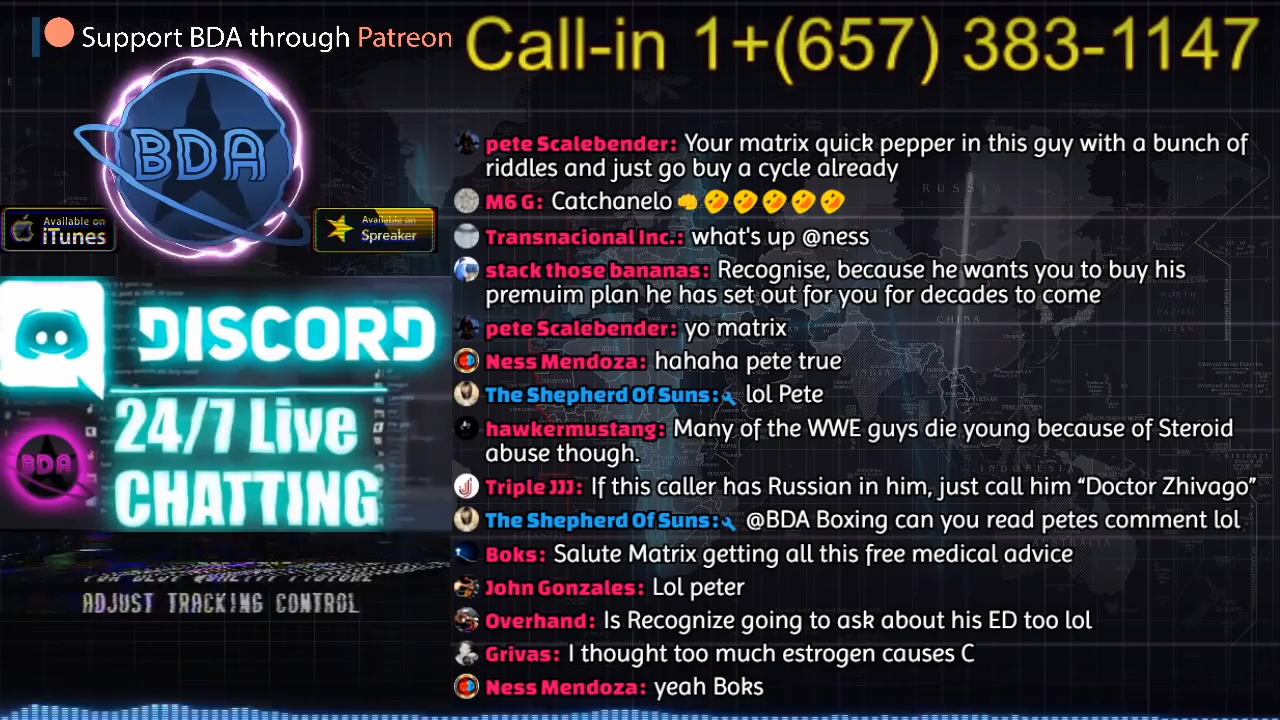 Support BDA through Patreon
Call-in 1+(657) 383-1147
BDA
Available on
iTunes
Available on
Spreaker
DISCORD
24/7 Live
CHATTING
BDA
ADJUST TRACKING CONTROL
pete Scalebender: Your matrix quick pepper in this guy with a bunch of
riddles and just go buy a cycle already
M6 G: Catchanelo👊🤣🤣🤣🤣🤣
Transnacional Inc.: what's up @ness
stack those bananas: Recognise, because he wants you to buy his
premuim plan he has set out for you for decades to come
pete Scalebender: yo matrix
Ness Mendoza: hahaha pete true
The Shepherd Of Suns: lol Pete
hawkermustang: Many of the WWE guys die young because of Steroid
abuse though.
Triple JJJ: If this caller has Russian in him, just call him “Doctor Zhivago”
The Shepherd Of Suns: @BDA Boxing can you read petes comment lol
Boks: Salute Matrix getting all this free medical advice
John Gonzales: Lol peter
Overhand: Is Recognize going to ask about his ED too lol
Grivas: I thought too much estrogen causes C
Ness Mendoza: yeah Boks
RUSSIA
CHINA
INDONESIA
AUSTRALIA
NORTH
PACIFIC
OCEAN